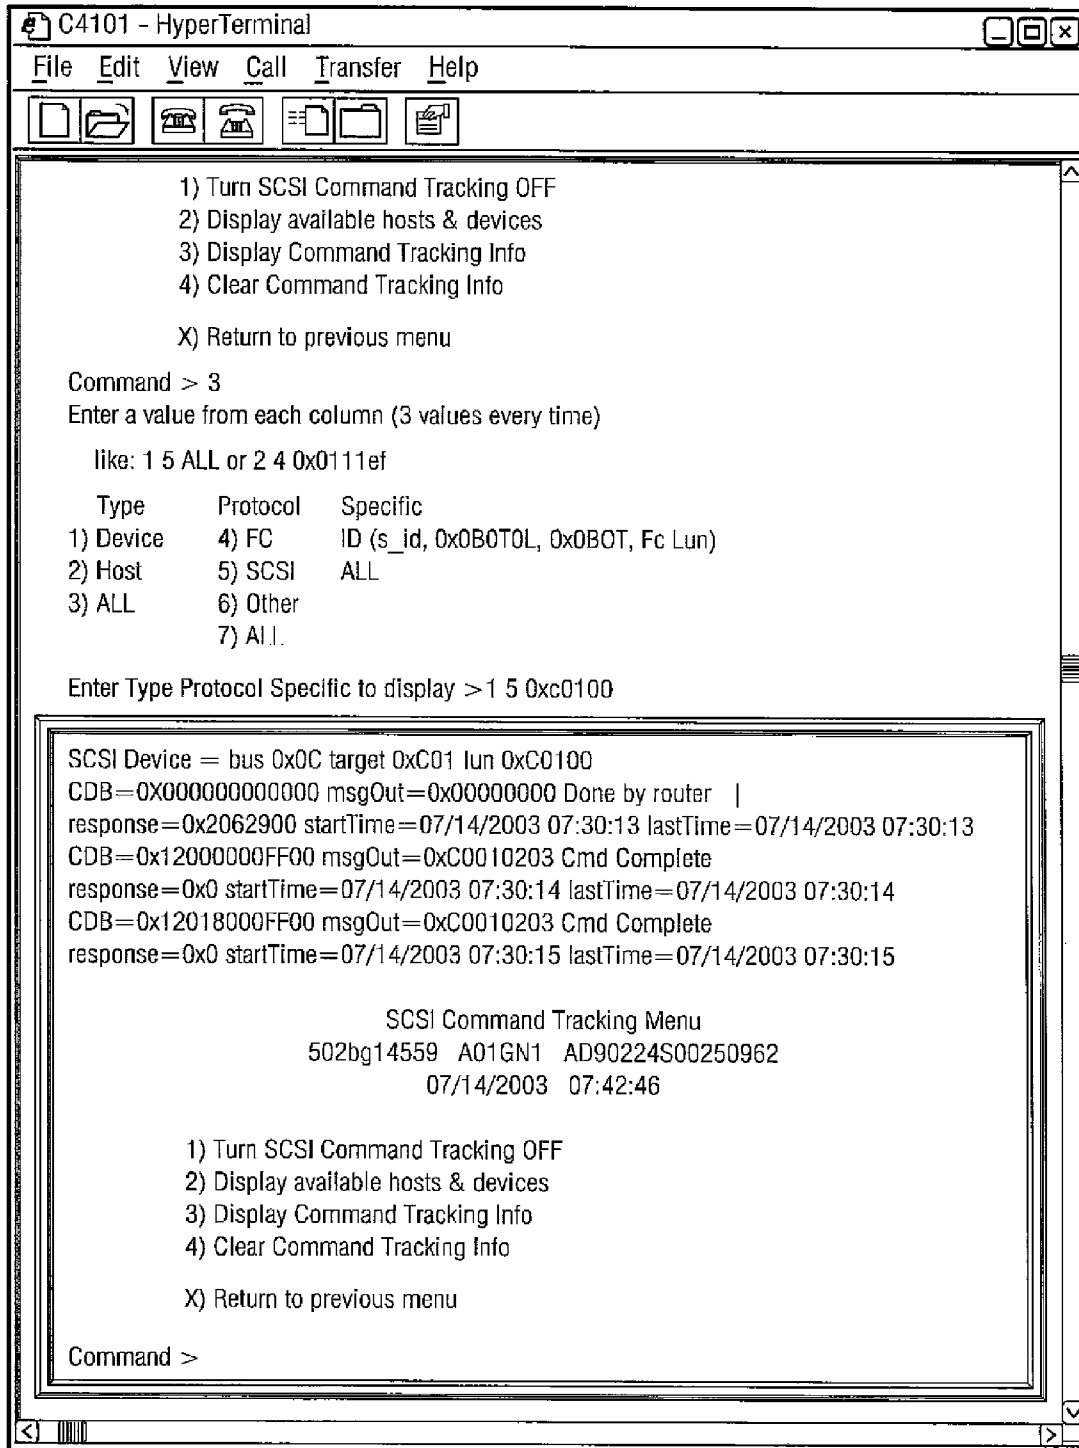 C4101 - HyperTerminal
File Edit View Call Transfer Help
1) Turn SCSI Command Tracking OFF
2) Display available hosts & devices
3) Display Command Tracking Info
4) Clear Command Tracking Info
X) Return to previous menu
Command > 3
Enter a value from each column (3 values every time)
like: 1 5 ALL or 2 4 0x0111ef
Type Protocol Specific
1) Device 4) FC ID (s_id, 0x0B0T0L, 0x0BOT, Fc Lun)
2) Host 5) SCSI ALL
3) ALL 6) Other
7) ALL
Enter Type Protocol Specific to display >1 5 0xc0100
SCSI Device = bus 0x0C target 0xC01 lun 0xC0100
CDB=0X000000000000 msgOut=0x00000000 Done by router |
response=0x2062900 startTime=07/14/2003 07:30:13 lastTime=07/14/2003 07:30:13
CDB=0x12000000FF00 msgOut=0xC0010203 Cmd Complete
response=0x0 startTime=07/14/2003 07:30:14 lastTime=07/14/2003 07:30:14
CDB=0x12018000FF00 msgOut=0xC0010203 Cmd Complete
response=0x0 startTime=07/14/2003 07:30:15 lastTime=07/14/2003 07:30:15
SCSI Command Tracking Menu
502bg14559 A01GN1 AD90224S00250962
07/14/2003 07:42:46
1) Turn SCSI Command Tracking OFF
2) Display available hosts & devices
3) Display Command Tracking Info
4) Clear Command Tracking Info
X) Return to previous menu
Command >